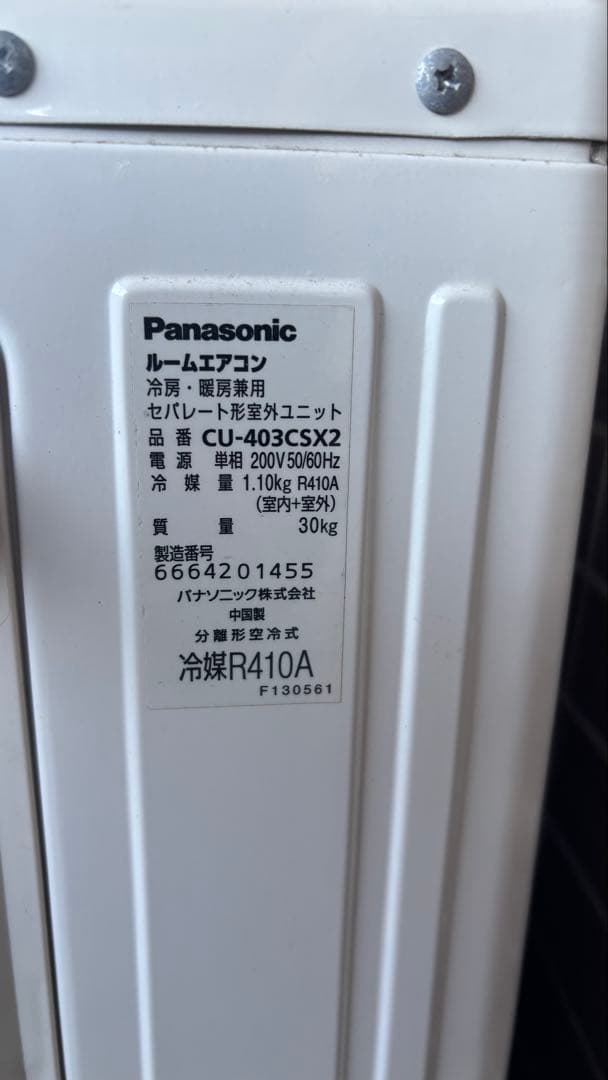 Panasonic
ルームエアコン
冷房・暖房兼用
セパレート形室外ユニット
品番 CU-403CSX2
電源 単相 200V 50/60Hz
冷媒量 1.10kg R410A
(室内+室外)
質量 30kg
製造番号
6664201455
パナソニック株式会社
中国製
分離形空冷式
冷媒R410A
F130561